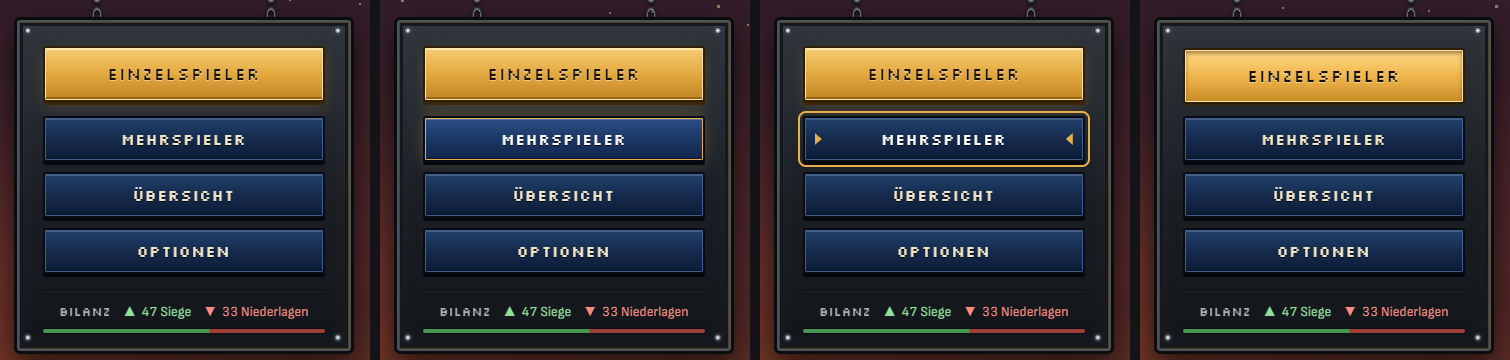 EINZELSPIELER
MEHRSPIELER
ÜBERSICHT
OPTIONEN
BILANZ ▲ 47 Siege ▼ 33 Niederlagen
EINZELSPIELER
MEHRSPIELER
ÜBERSICHT
OPTIONEN
BILANZ ▲ 47 Siege ▼ 33 Niederlagen
EINZELSPIELER
MEHRSPIELER
ÜBERSICHT
OPTIONEN
BILANZ ▲ 47 Siege ▼ 33 Niederlagen
EINZELSPIELER
MEHRSPIELER
ÜBERSICHT
OPTIONEN
BILANZ ▲ 47 Siege ▼ 33 Niederlagen